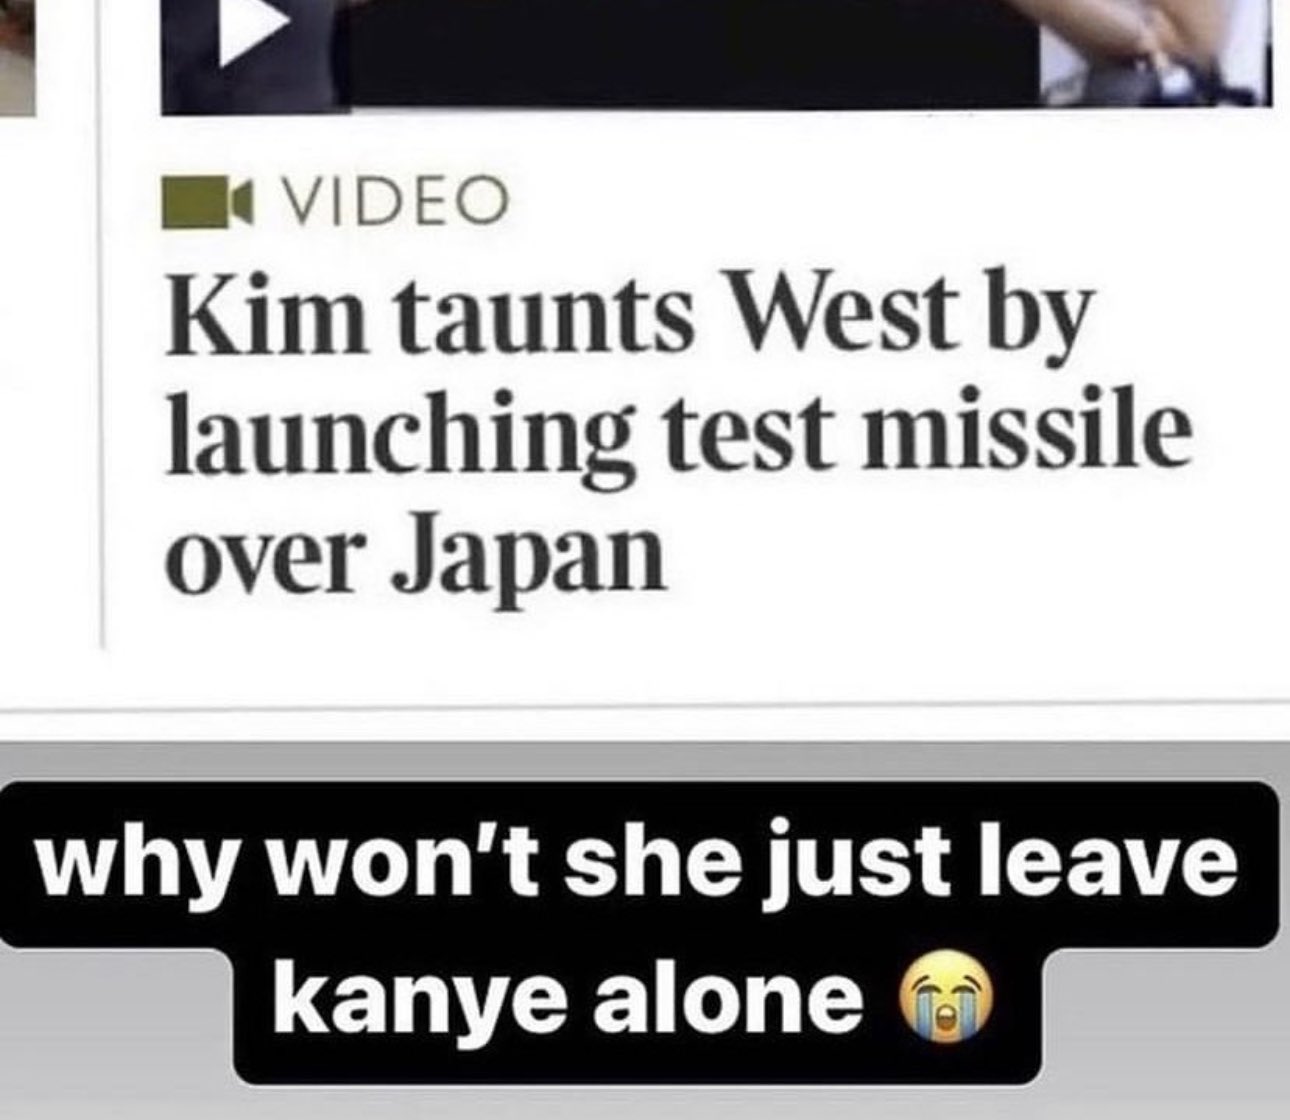 VIDEO
Kim taunts West by
launching test missile
over Japan
why won't she just leave
kanye alone 😭